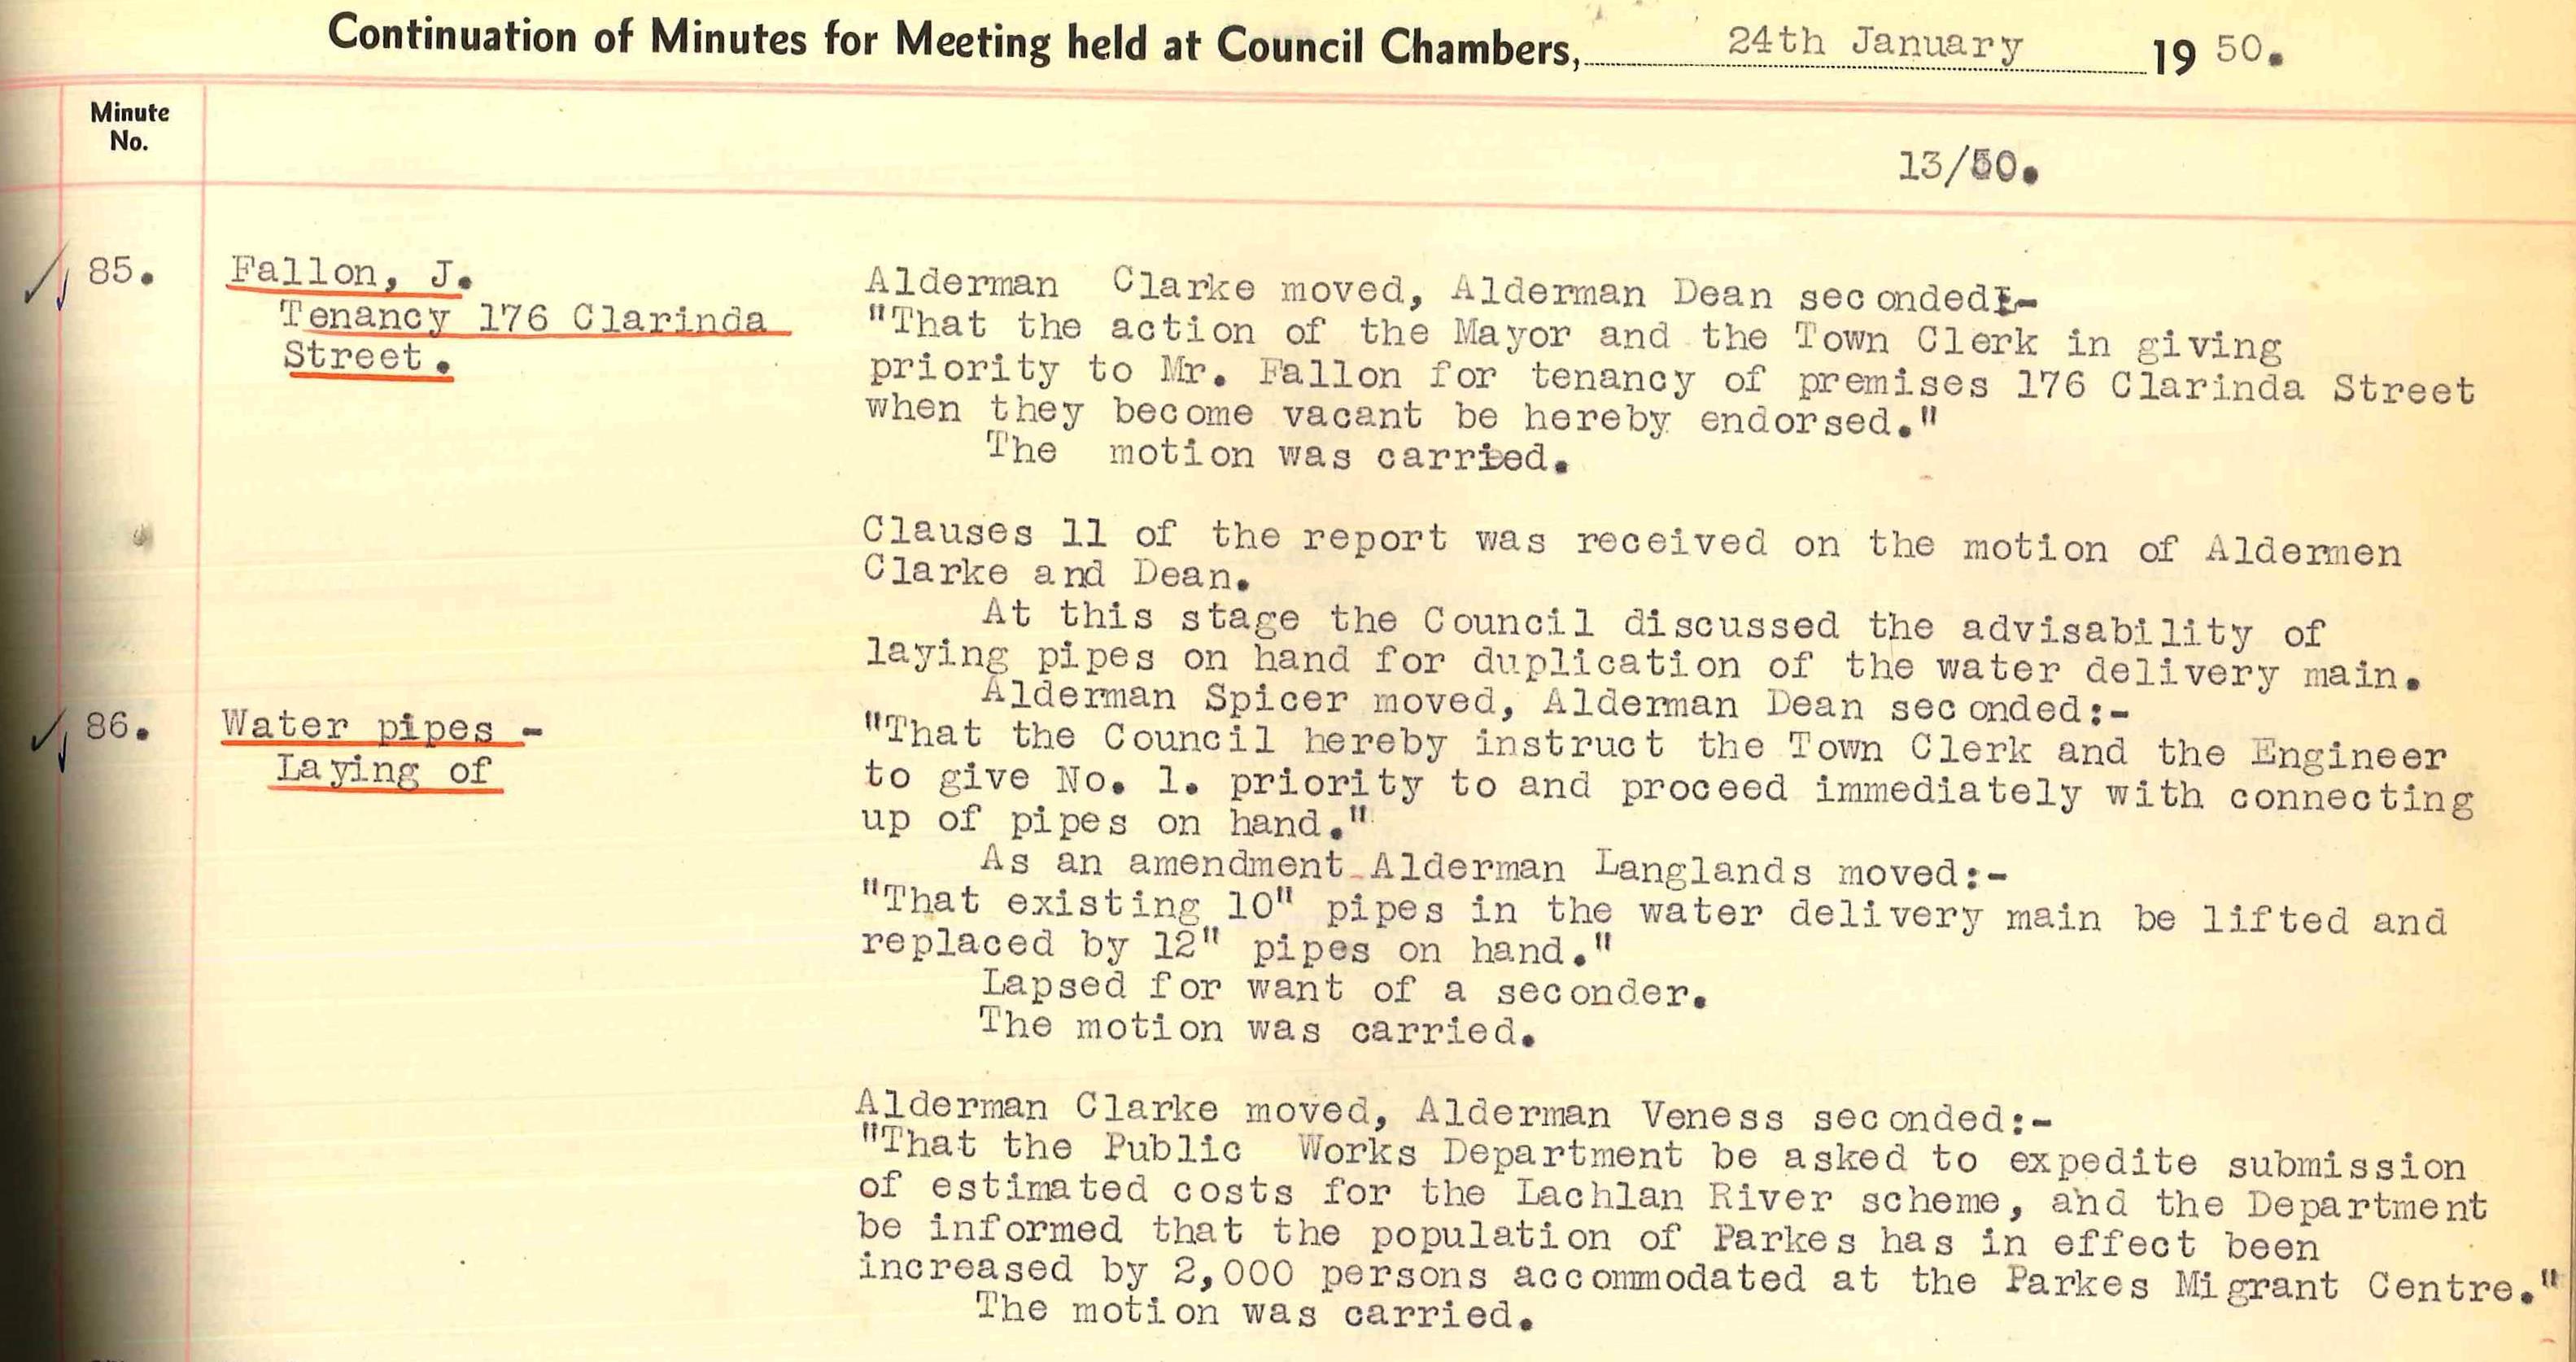 Continuation of Minutes for Meeting held at Council Chambers, 24th January 19 50.
Minute
No.
13/50.
85. Fallon, J.
Tenancy 176 Clarinda
Street.
Alderman Clarke moved, Alderman Dean seconded:-
"That the action of the Mayor and the Town Clerk in giving
priority to Mr. Fallon for tenancy of premises 176 Clarinda Street
when they become vacant be hereby endorsed."
The motion was carried.
Clauses 11 of the report was received on the motion of Aldermen
Clarke and Dean.
At this stage the Council discussed the advisability of
laying pipes on hand for duplication of the water delivery main.
86. Water pipes -
Laying of
Alderman Spicer moved, Alderman Dean seconded:-
"That the Council hereby instruct the Town Clerk and the Engineer
to give No. 1. priority to and proceed immediately with connecting
up of pipes on hand."
As an amendment Alderman Langlands moved:-
"That existing 10" pipes in the water delivery main be lifted and
replaced by 12" pipes on hand."
Lapsed for want of a seconder.
The motion was carried.
Alderman Clarke moved, Alderman Veness seconded:-
"That the Public Works Department be asked to expedite submission
of estimated costs for the Lachlan River scheme, and the Department
be informed that the population of Parkes has in effect been
increased by 2,000 persons accommodated at the Parkes Migrant Centre."
The motion was carried.